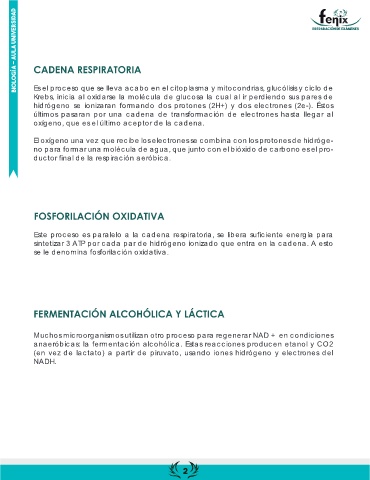 BIOLOGÍA – AULA UNIVERSIDAD
fenix
PREPARACIÓN DE EXÁMENES
CADENA RESPIRATORIA
Es el proceso que se lleva acabo en el citoplasma y mitocondrias, glucólisis y ciclo de
Krebs, inicia al oxidarse la molécula de glucosa la cual al ir perdiendo sus pares de
hidrógeno se ionizaran formando dos protones (2H+) y dos electrones (2e-). Éstos
últimos pasaran por una cadena de transformación de electrones hasta llegar al
oxígeno, que es el último aceptor de la cadena.
El oxígeno una vez que recibe los electrones se combina con los protones de hidróge-
no para formar una molécula de agua, que junto con el bióxido de carbono es el pro-
ductor final de la respiración aeróbica.
FOSFORILACIÓN OXIDATIVA
Este proceso es paralelo a la cadena respiratoria, se libera suficiente energía para
sintetizar 3 ATP por cada par de hidrógeno ionizado que entra en la cadena. A esto
se le denomina fosforilación oxidativa.
FERMENTACIÓN ALCOHÓLICA Y LÁCTICA
Muchos microorganismos utilizan otro proceso para regenerar NAD + en condiciones
anaeróbicas: la fermentación alcohólica. Estas reacciones producen etanol y CO2
(en vez de lactato) a partir de piruvato, usando iones hidrógeno y electrones del
NADH.
2